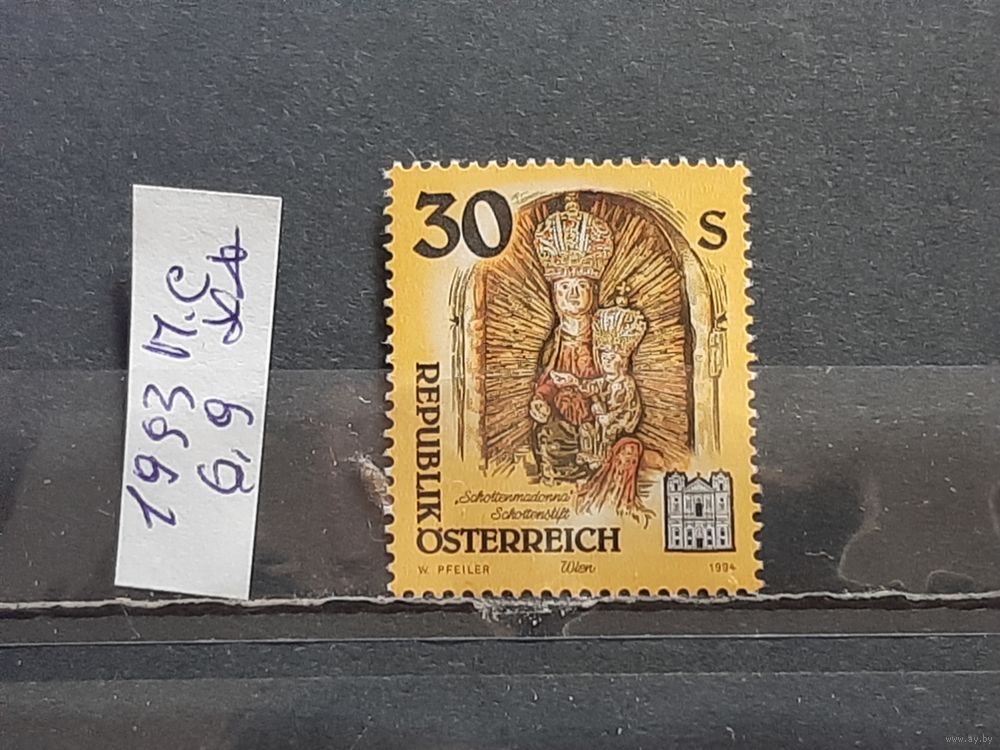 1993 М.С
6,9
30 S
REPUBLIK
„Schottenmadonna“
Schottenstift
ÖSTERREICH
W. PFEILER Wien 1994
www.ay.by